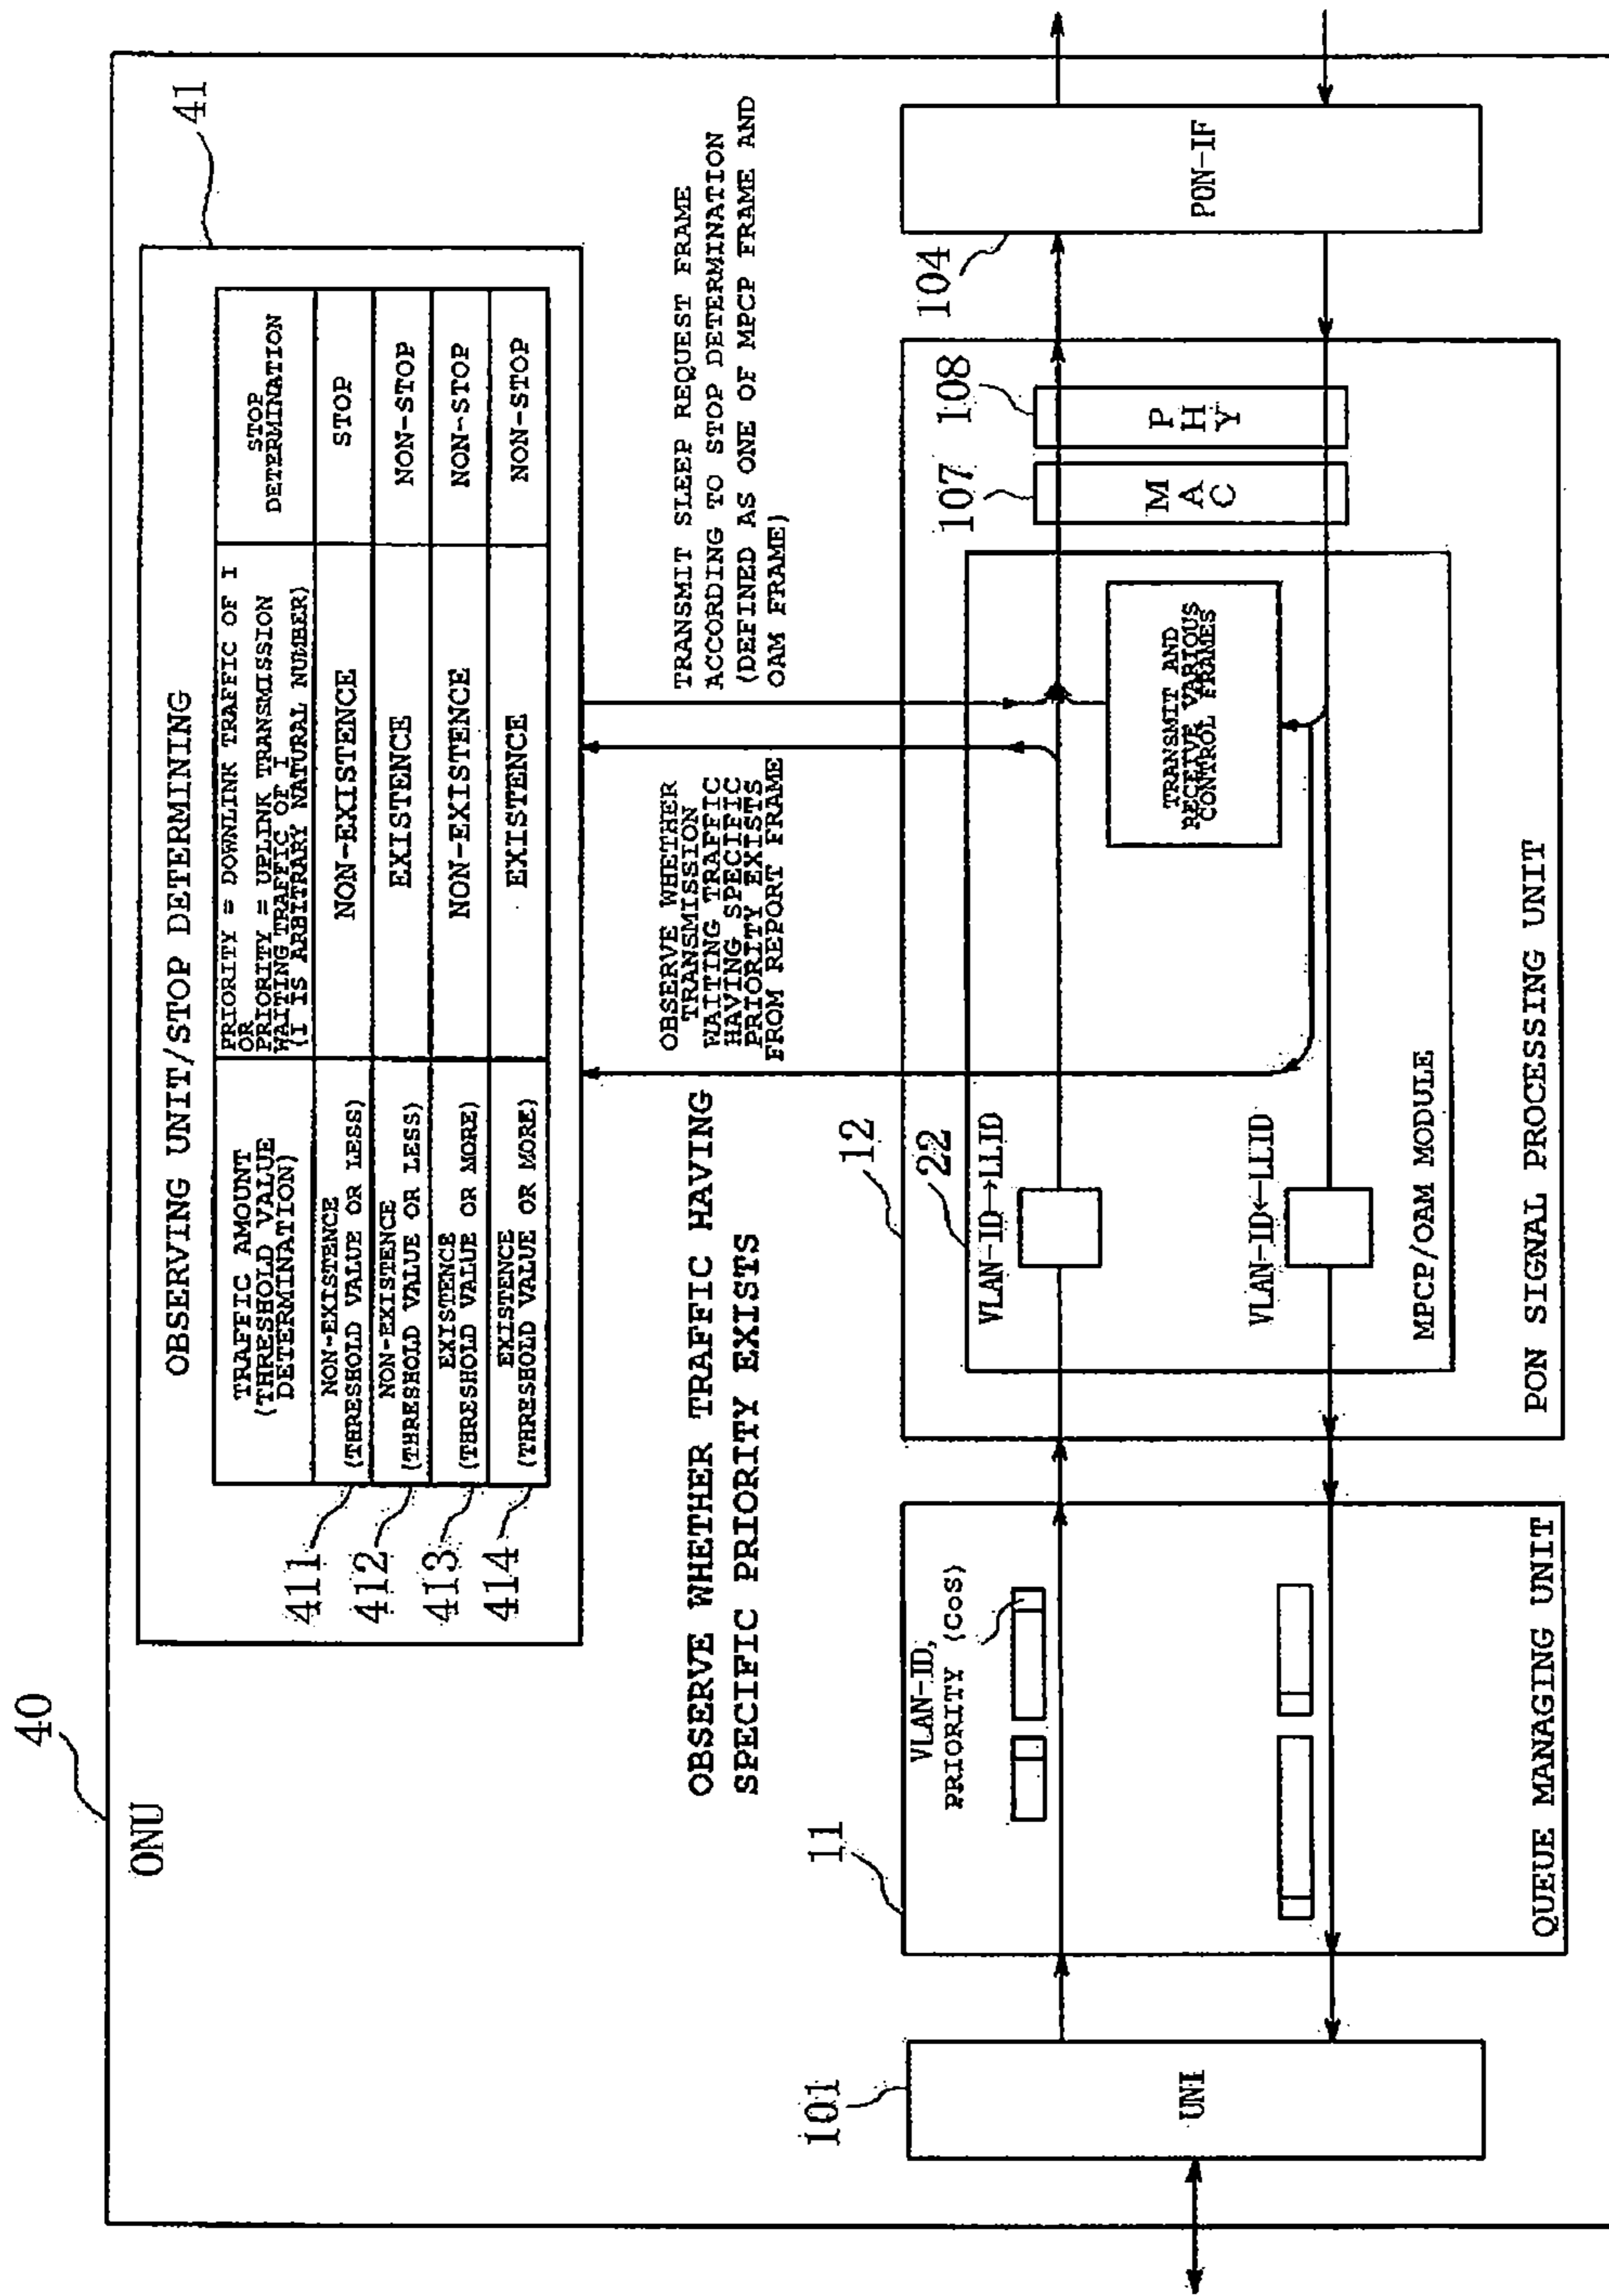 40
ONU
41
OBSERVING UNIT/STOP DETERMINING
TRAFFIC AMOUNT
(THRESHOLD VALUE
DETERMINATION)
PRIORITY = DOWNLINK TRAFFIC OF I
OR
PRIORITY = UPLINK TRANSMISSION
WAITING TRAFFIC OF I
(I IS ARBITRARY NATURAL NUMBER)
STOP
DETERMINATION
411
NON-EXISTENCE
(THRESHOLD VALUE OR LESS)
NON-EXISTENCE
STOP
412
NON-EXISTENCE
(THRESHOLD VALUE OR LESS)
EXISTENCE
NON-STOP
413
EXISTENCE
(THRESHOLD VALUE OR MORE)
NON-EXISTENCE
NON-STOP
414
EXISTENCE
(THRESHOLD VALUE OR MORE)
EXISTENCE
NON-STOP
OBSERVE WHETHER TRAFFIC HAVING
SPECIFIC PRIORITY EXISTS
OBSERVE WHETHER
TRANSMISSION
WAITING TRAFFIC
HAVING SPECIFIC
PRIORITY EXISTS
FROM REPORT FRAME
TRANSMIT SLEEP REQUEST FRAME
ACCORDING TO STOP DETERMINATION
(DEFINED AS ONE OF MPCP FRAME AND
OAM FRAME)
101
UNI
11
VLAN-ID,
PRIORITY (CoS)
QUEUE MANAGING UNIT
12
22
VLAN-ID→LLID
VLAN-ID←LLID
TRANSMIT AND
RECEIVE VARIOUS
CONTROL FRAMES
MPCP/OAM MODULE
107
MAC
108
PHY
PON SIGNAL PROCESSING UNIT
104
PON-IF